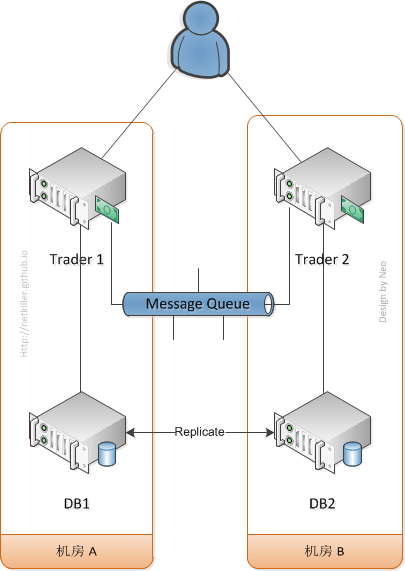 Trader 1
Trader 2
Message Queue
Http://netkiller.github.io
Design by Neo
Replicate
DB1
DB2
机房 A
机房 B